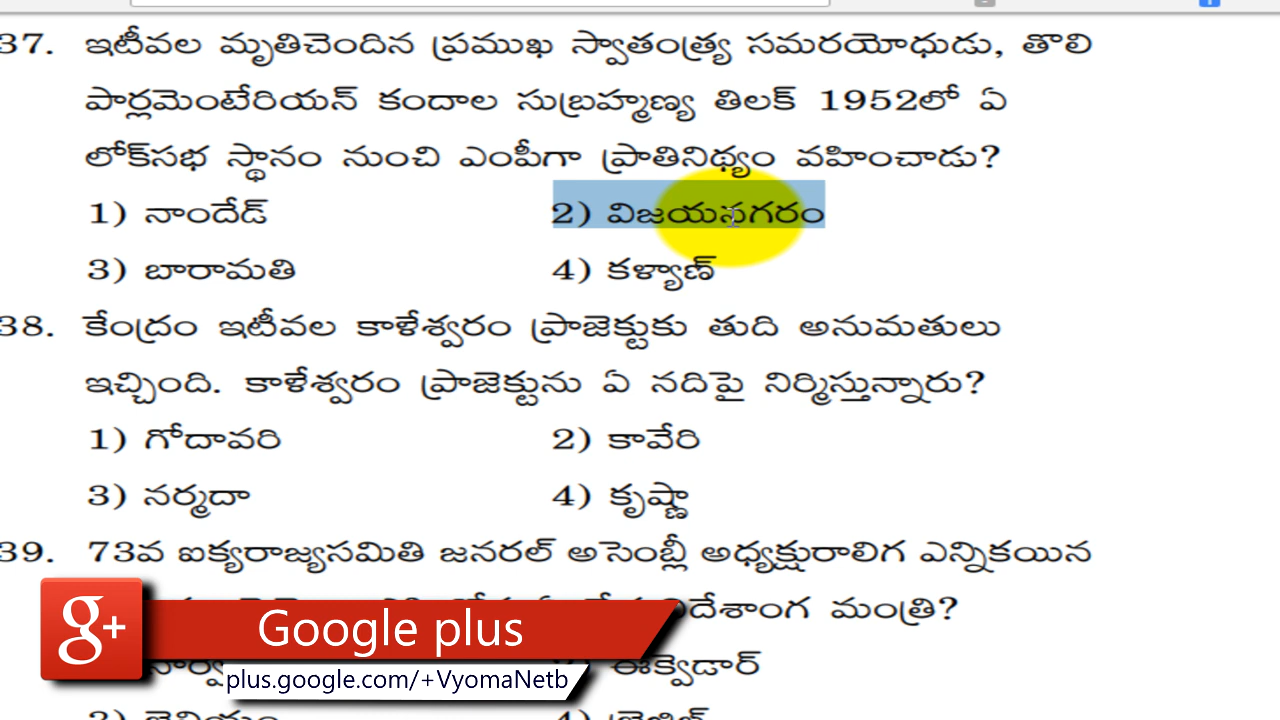 37. ఇటీవల మృతిచెందిన ప్రముఖ స్వాతంత్ర్య సమరయోధుడు, తొలి
పార్లమెంటేరియన్ కందాల సుబ్రహ్మణ్య తిలక్ 1952లో ఏ
లోక్‌సభ స్థానం నుంచి ఎంపీగా ప్రాతినిథ్యం వహించాడు?
1) నాందేడ్ 2) విజయనగరం
3) బారామతి 4) కళ్యాణ్
38. కేంద్రం ఇటీవల కాళేశ్వరం ప్రాజెక్టుకు తుది అనుమతులు
ఇచ్చింది. కాళేశ్వరం ప్రాజెక్టును ఏ నదిపై నిర్మిస్తున్నారు?
1) గోదావరి 2) కావేరి
3) నర్మదా 4) కృష్ణా
39. 73వ ఐక్యరాజ్యసమితి జనరల్ అసెంబ్లీ అధ్యక్షురాలిగ ఎన్నికయిన
మంత్రి?
ఈక్వెడార్
g+ Google plus
plus.google.com/+VyomaNetb